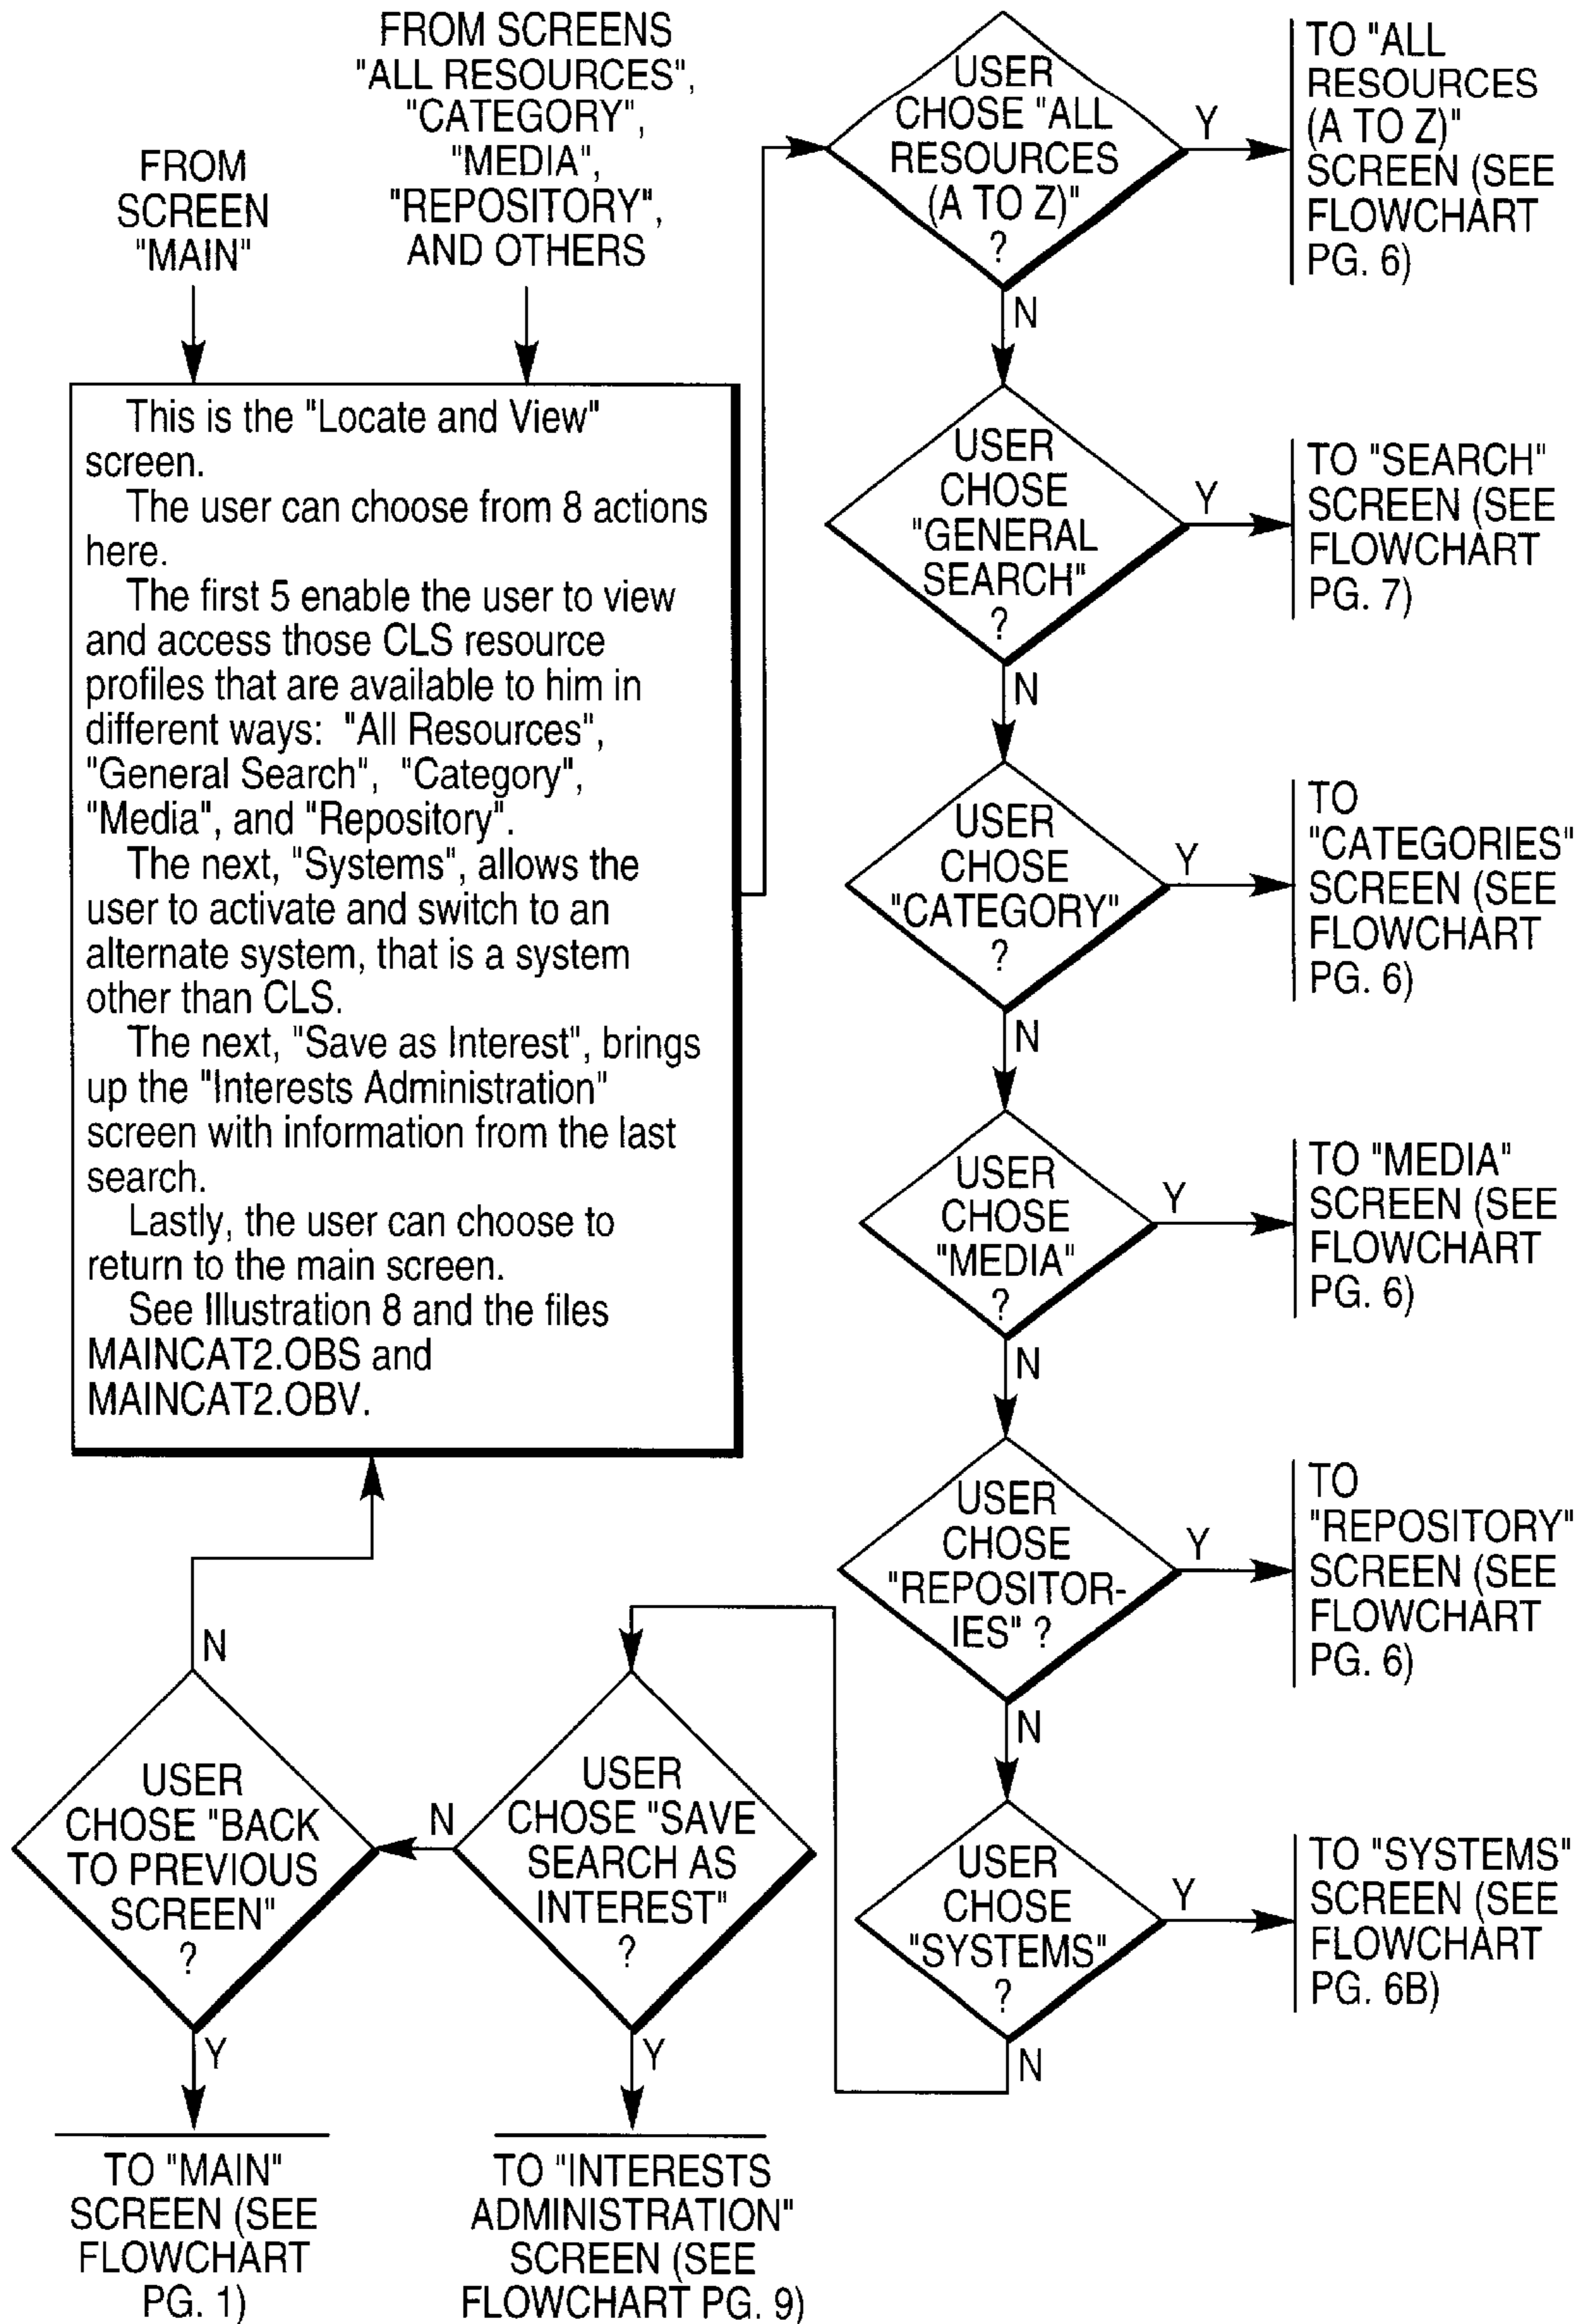 FROM
SCREEN
"MAIN"
FROM SCREENS
"ALL RESOURCES",
"CATEGORY",
"MEDIA",
"REPOSITORY",
AND OTHERS
This is the "Locate and View"
screen.
The user can choose from 8 actions
here.
The first 5 enable the user to view
and access those CLS resource
profiles that are available to him in
different ways: "All Resources",
"General Search", "Category",
"Media", and "Repository".
The next, "Systems", allows the
user to activate and switch to an
alternate system, that is a system
other than CLS.
The next, "Save as Interest", brings
up the "Interests Administration"
screen with information from the last
search.
Lastly, the user can choose to
return to the main screen.
See Illustration 8 and the files
MAINCAT2.OBS and
MAINCAT2.OBV.
USER
CHOSE "ALL
RESOURCES
(A TO Z)"
?
Y
TO "ALL
RESOURCES
(A TO Z)"
SCREEN (SEE
FLOWCHART
PG. 6)
N
USER
CHOSE
"GENERAL
SEARCH"
?
Y
TO "SEARCH"
SCREEN (SEE
FLOWCHART
PG. 7)
N
USER
CHOSE
"CATEGORY"
?
Y
TO
"CATEGORIES"
SCREEN (SEE
FLOWCHART
PG. 6)
N
USER
CHOSE
"MEDIA"
?
Y
TO "MEDIA"
SCREEN (SEE
FLOWCHART
PG. 6)
N
USER
CHOSE
"REPOSITOR-
IES" ?
Y
TO
"REPOSITORY"
SCREEN (SEE
FLOWCHART
PG. 6)
N
USER
CHOSE
"SYSTEMS"
?
Y
TO "SYSTEMS"
SCREEN (SEE
FLOWCHART
PG. 6B)
N
USER
CHOSE "SAVE
SEARCH AS
INTEREST"
?
Y
TO "INTERESTS
ADMINISTRATION"
SCREEN (SEE
FLOWCHART PG. 9)
N
USER
CHOSE "BACK
TO PREVIOUS
SCREEN"
?
N
Y
TO "MAIN"
SCREEN (SEE
FLOWCHART
PG. 1)